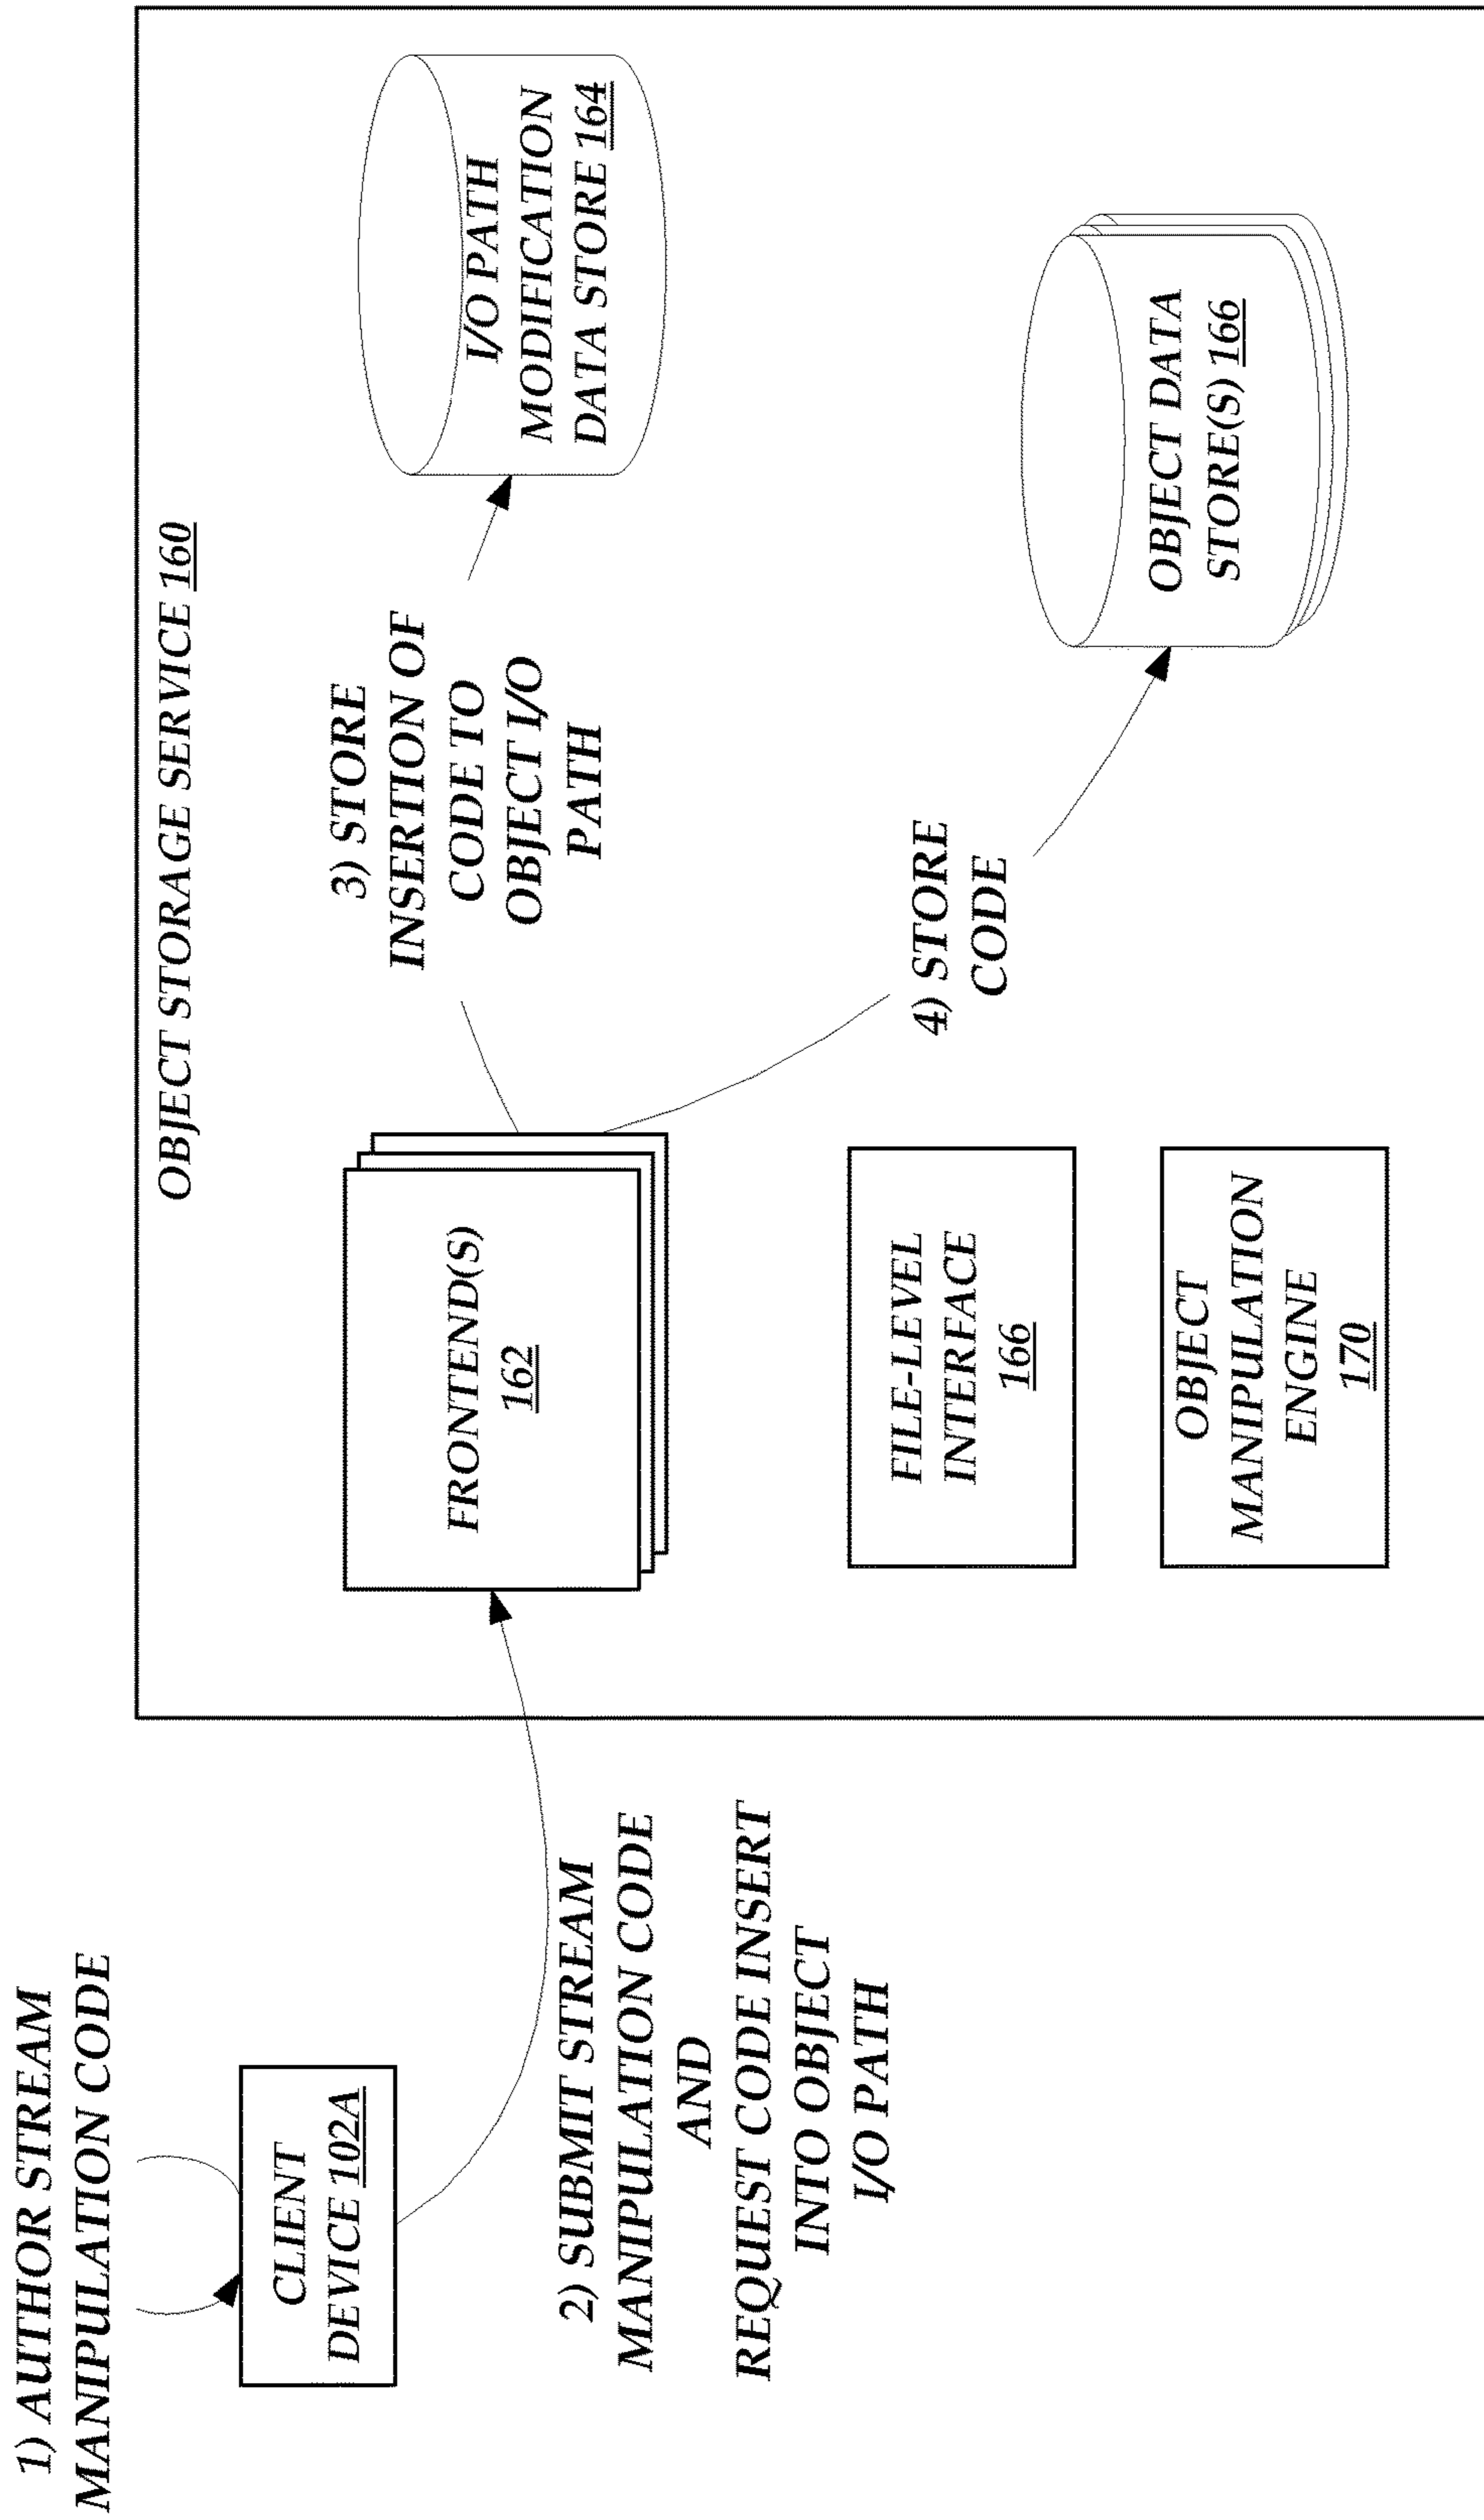 1) AUTHOR STREAM
MANIPULATION CODE
CLIENT
DEVICE 102A
2) SUBMIT STREAM
MANIPULATION CODE
AND
REQUEST CODE INSERT
INTO OBJECT
I/O PATH
OBJECT STORAGE SERVICE 160
FRONTEND(S)
162
FILE-LEVEL
INTERFACE
166
OBJECT
MANIPULATION
ENGINE
170
3) STORE
INSERTION OF
CODE TO
OBJECT I/O
PATH
4) STORE
CODE
I/O PATH
MODIFICATION
DATA STORE 164
OBJECT DATA
STORE(S) 166